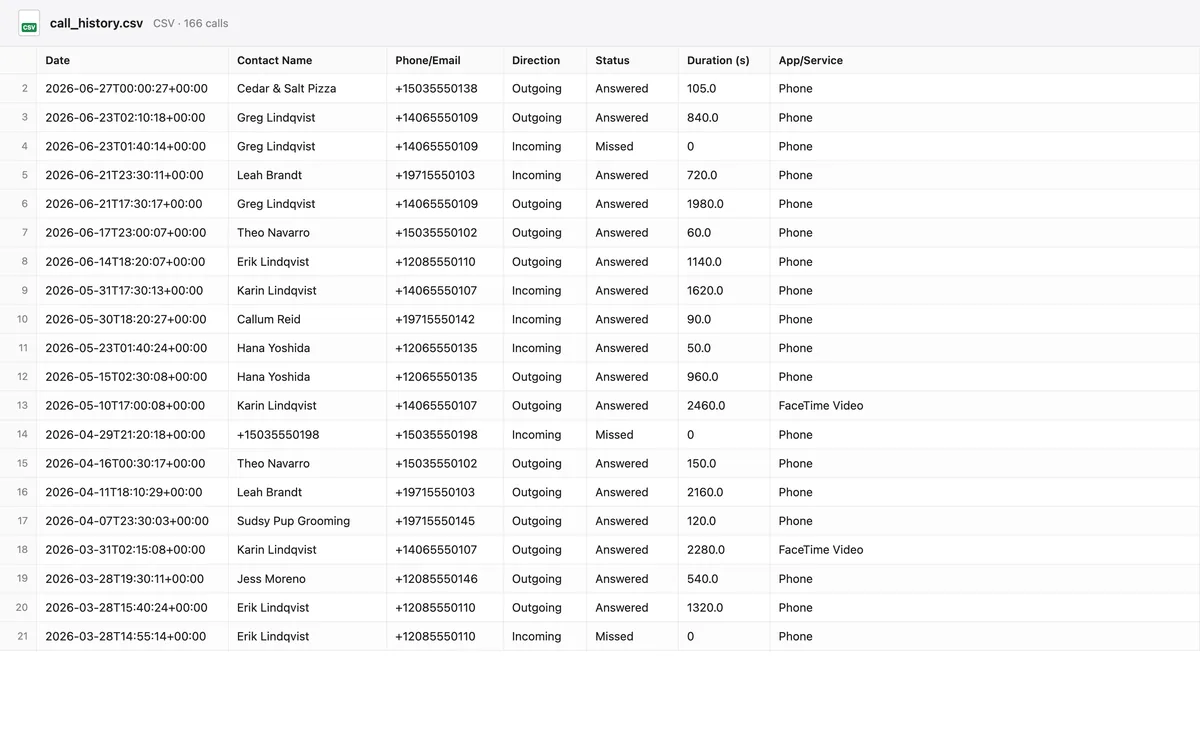 CSV call_history.csv CSV · 166 calls
Date Contact Name Phone/Email Direction Status Duration (s) App/Service
2 2026-06-27T00:00:27+00:00 Cedar & Salt Pizza +15035550138 Outgoing Answered 105.0 Phone
3 2026-06-23T02:10:18+00:00 Greg Lindqvist +14065550109 Outgoing Answered 840.0 Phone
4 2026-06-23T01:40:14+00:00 Greg Lindqvist +14065550109 Incoming Missed 0 Phone
5 2026-06-21T23:30:11+00:00 Leah Brandt +19715550103 Incoming Answered 720.0 Phone
6 2026-06-21T17:30:17+00:00 Greg Lindqvist +14065550109 Outgoing Answered 1980.0 Phone
7 2026-06-17T23:00:07+00:00 Theo Navarro +15035550102 Outgoing Answered 60.0 Phone
8 2026-06-14T18:20:07+00:00 Erik Lindqvist +12085550110 Outgoing Answered 1140.0 Phone
9 2026-05-31T17:30:13+00:00 Karin Lindqvist +14065550107 Incoming Answered 1620.0 Phone
10 2026-05-30T18:20:27+00:00 Callum Reid +19715550142 Incoming Answered 90.0 Phone
11 2026-05-23T01:40:24+00:00 Hana Yoshida +12065550135 Incoming Answered 50.0 Phone
12 2026-05-15T02:30:08+00:00 Hana Yoshida +12065550135 Outgoing Answered 960.0 Phone
13 2026-05-10T17:00:08+00:00 Karin Lindqvist +14065550107 Outgoing Answered 2460.0 FaceTime Video
14 2026-04-29T21:20:18+00:00 +15035550198 +15035550198 Incoming Missed 0 Phone
15 2026-04-16T00:30:17+00:00 Theo Navarro +15035550102 Outgoing Answered 150.0 Phone
16 2026-04-11T18:10:29+00:00 Leah Brandt +19715550103 Outgoing Answered 2160.0 Phone
17 2026-04-07T23:30:03+00:00 Sudsy Pup Grooming +19715550145 Outgoing Answered 120.0 Phone
18 2026-03-31T02:15:08+00:00 Karin Lindqvist +14065550107 Outgoing Answered 2280.0 FaceTime Video
19 2026-03-28T19:30:11+00:00 Jess Moreno +12085550146 Outgoing Answered 540.0 Phone
20 2026-03-28T15:40:24+00:00 Erik Lindqvist +12085550110 Outgoing Answered 1320.0 Phone
21 2026-03-28T14:55:14+00:00 Erik Lindqvist +12085550110 Incoming Missed 0 Phone